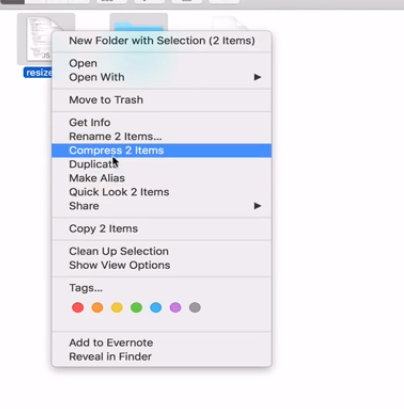 JS
resize
New Folder with Selection (2 Items)
Open
Open With
Move to Trash
Get Info
Rename 2 Items...
Compress 2 Items
Duplicate
Make Alias
Quick Look 2 Items
Share
Copy 2 Items
Clean Up Selection
Show View Options
Tags...
Add to Evernote
Reveal in Finder